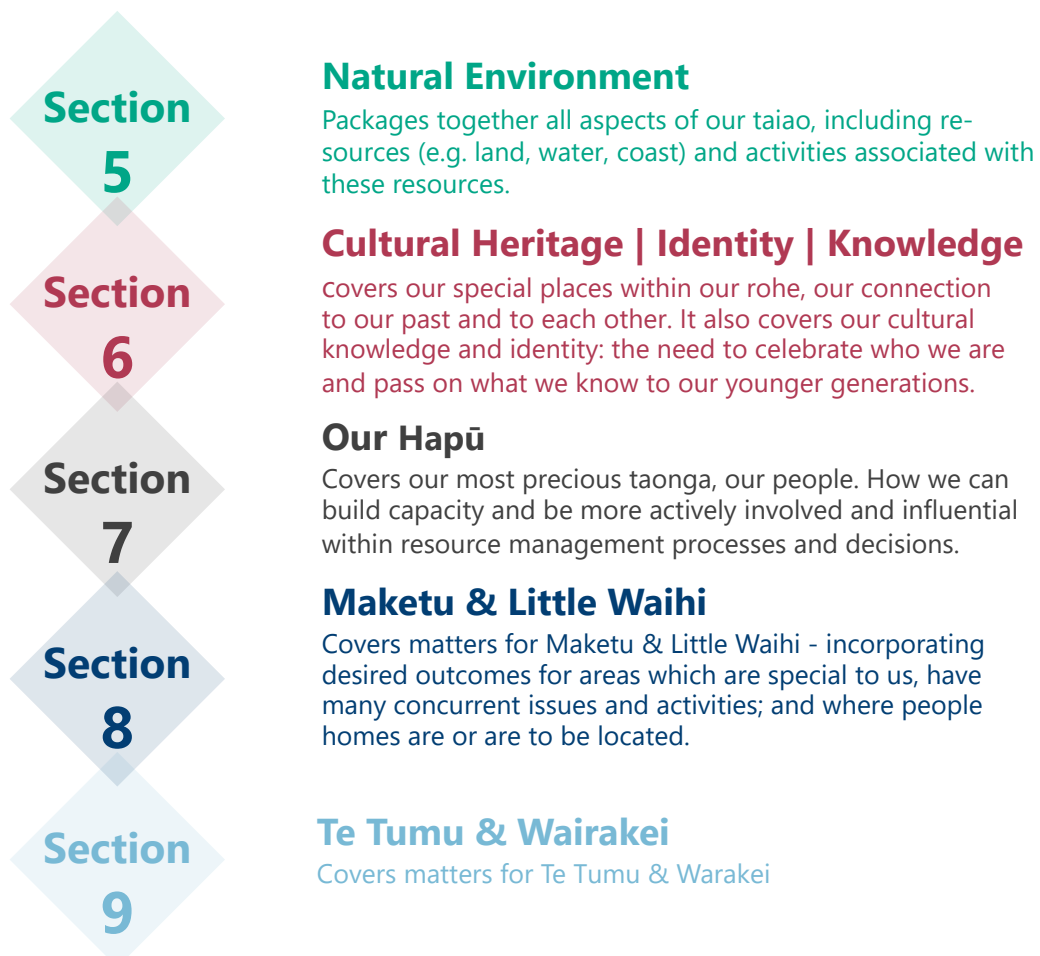 Section
5
Natural Environment
Packages together all aspects of our taiao, including re-
sources (e.g. land, water, coast) and activities associated with
these resources.
Section
6
Cultural Heritage | Identity | Knowledge
covers our special places within our rohe, our connection
to our past and to each other. It also covers our cultural
knowledge and identity: the need to celebrate who we are
and pass on what we know to our younger generations.
Section
7
Our Hapū
Covers our most precious taonga, our people. How we can
build capacity and be more actively involved and influential
within resource management processes and decisions.
Section
8
Maketu & Little Waihi
Covers matters for Maketu & Little Waihi - incorporating
desired outcomes for areas which are special to us, have
many concurrent issues and activities; and where people
homes are or are to be located.
Section
9
Te Tumu & Wairakei
Covers matters for Te Tumu & Warakei